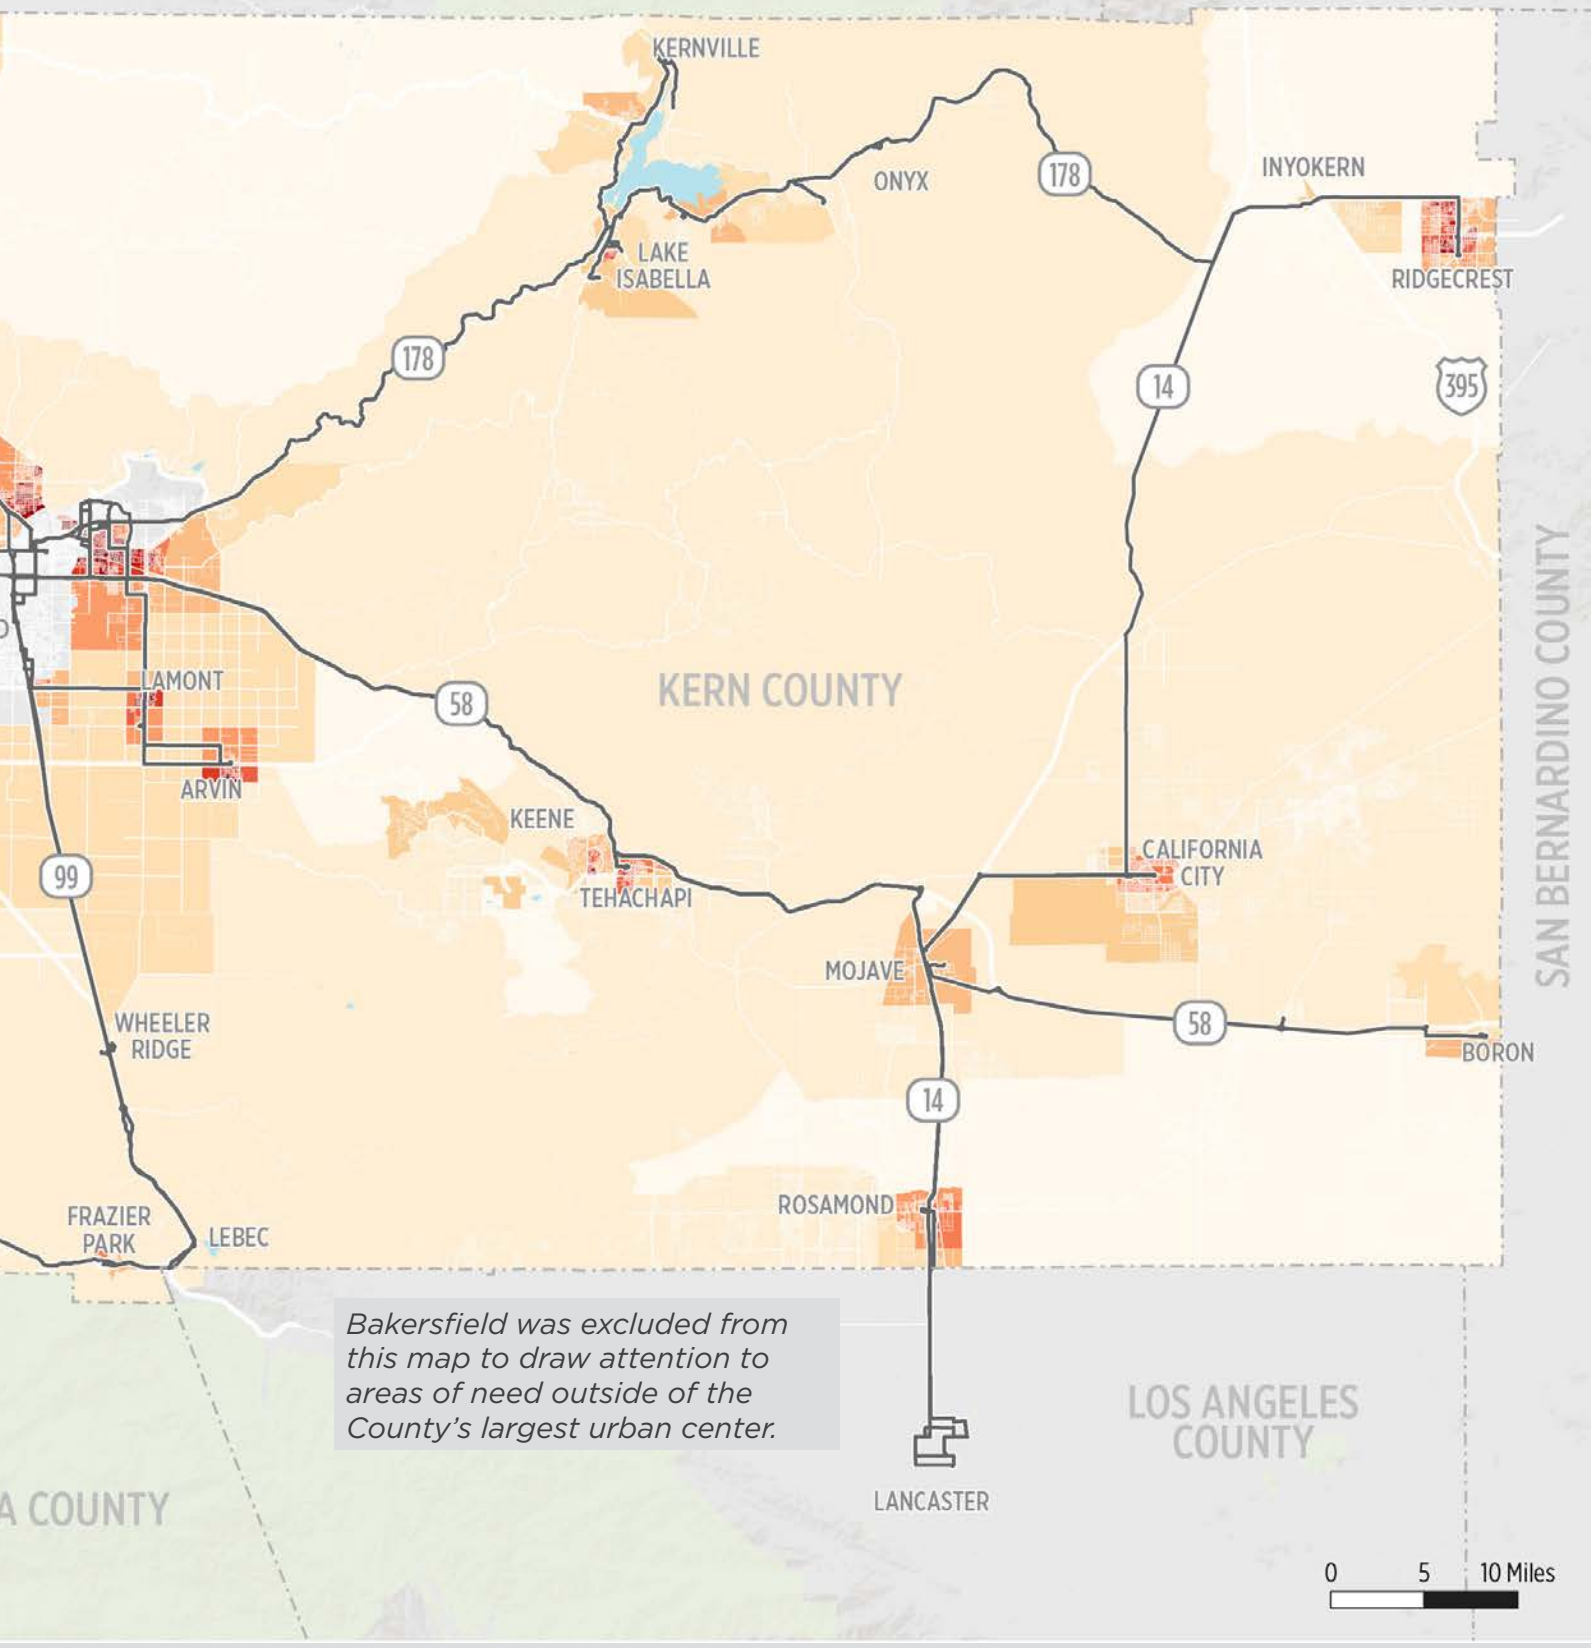 KERNVILLE
ONYX
178
INYOKERN
LAKE
ISABELLA
RIDGECREST
178
14
395
SAN BERNARDINO COUNTY
LAMONT
58
KERN COUNTY
ARVIN
KEENE
99
TEHACHAPI
CALIFORNIA
CITY
MOJAVE
WHEELER
RIDGE
58
BORON
14
ROSAMOND
FRAZIER
PARK
LEBEC
Bakersfield was excluded from
this map to draw attention to
areas of need outside of the
County's largest urban center.
LOS ANGELES
COUNTY
A COUNTY
LANCASTER
0 5 10 Miles